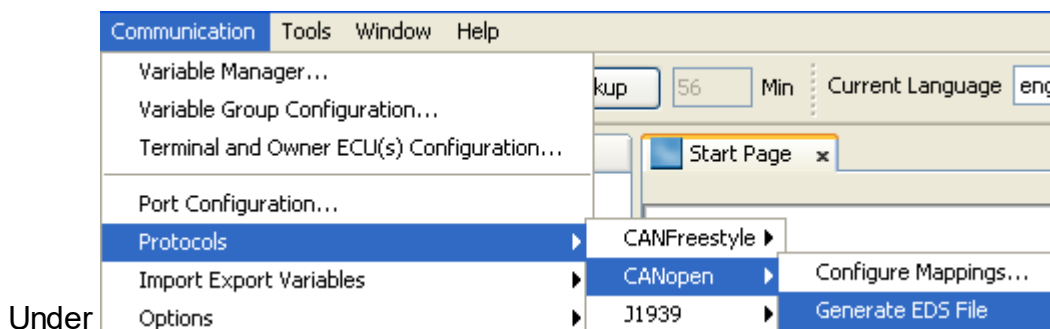 Communication Tools Window Help
Variable Manager...
kup 56 Min Current Language eng
Variable Group Configuration...
Terminal and Owner ECU(s) Configuration...
Start Page x
Port Configuration...
Protocols CANFreestyle
Import Export Variables CANopen Configure Mappings...
Under Options J1939 Generate EDS File